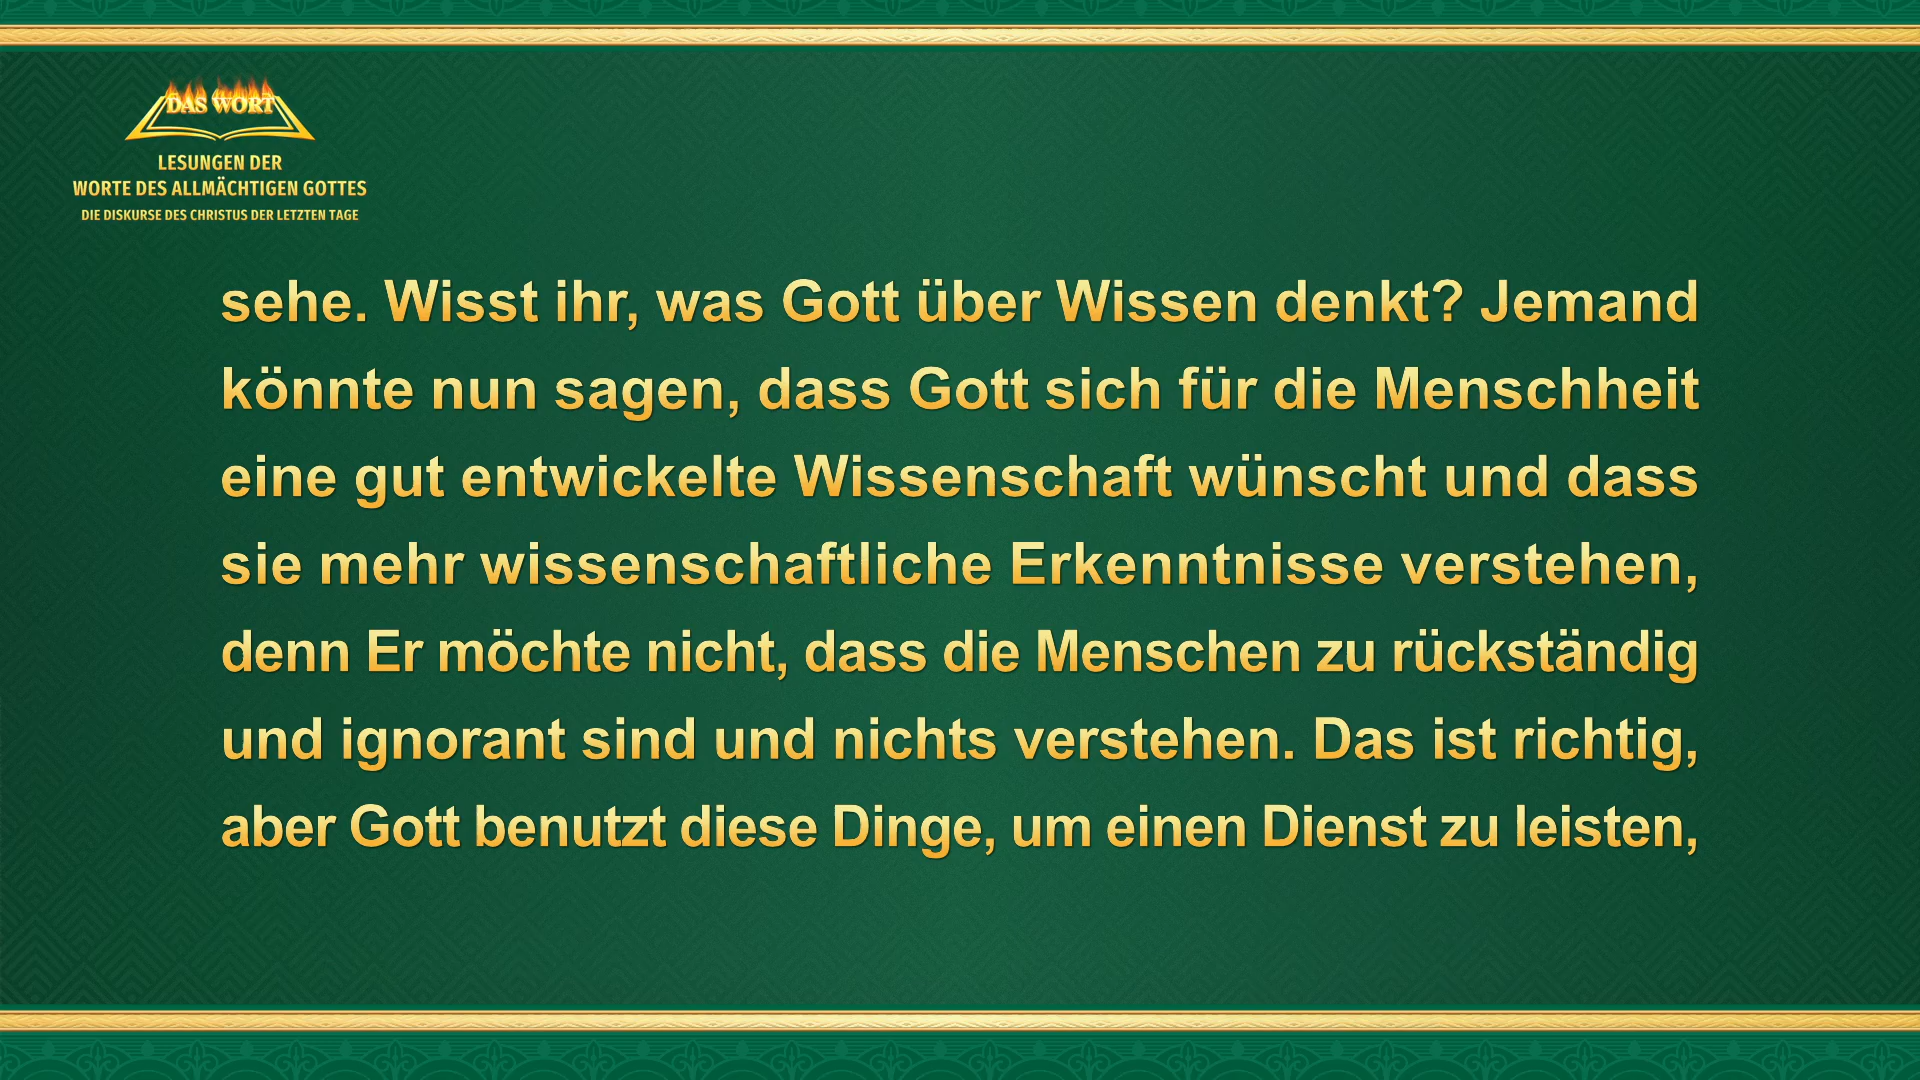 DAS WORT
LESUNGEN DER
WORTE DES ALLMÄCHTIGEN GOTTES
DIE DISKURSE DES CHRISTUS DER LETZTEN TAGE
sehe. Wisst ihr, was Gott über Wissen denkt? Jemand
könnte nun sagen, dass Gott sich für die Menschheit
eine gut entwickelte Wissenschaft wünscht und dass
sie mehr wissenschaftliche Erkenntnisse verstehen,
denn Er möchte nicht, dass die Menschen zu rückständig
und ignorant sind und nichts verstehen. Das ist richtig,
aber Gott benutzt diese Dinge, um einen Dienst zu leisten,